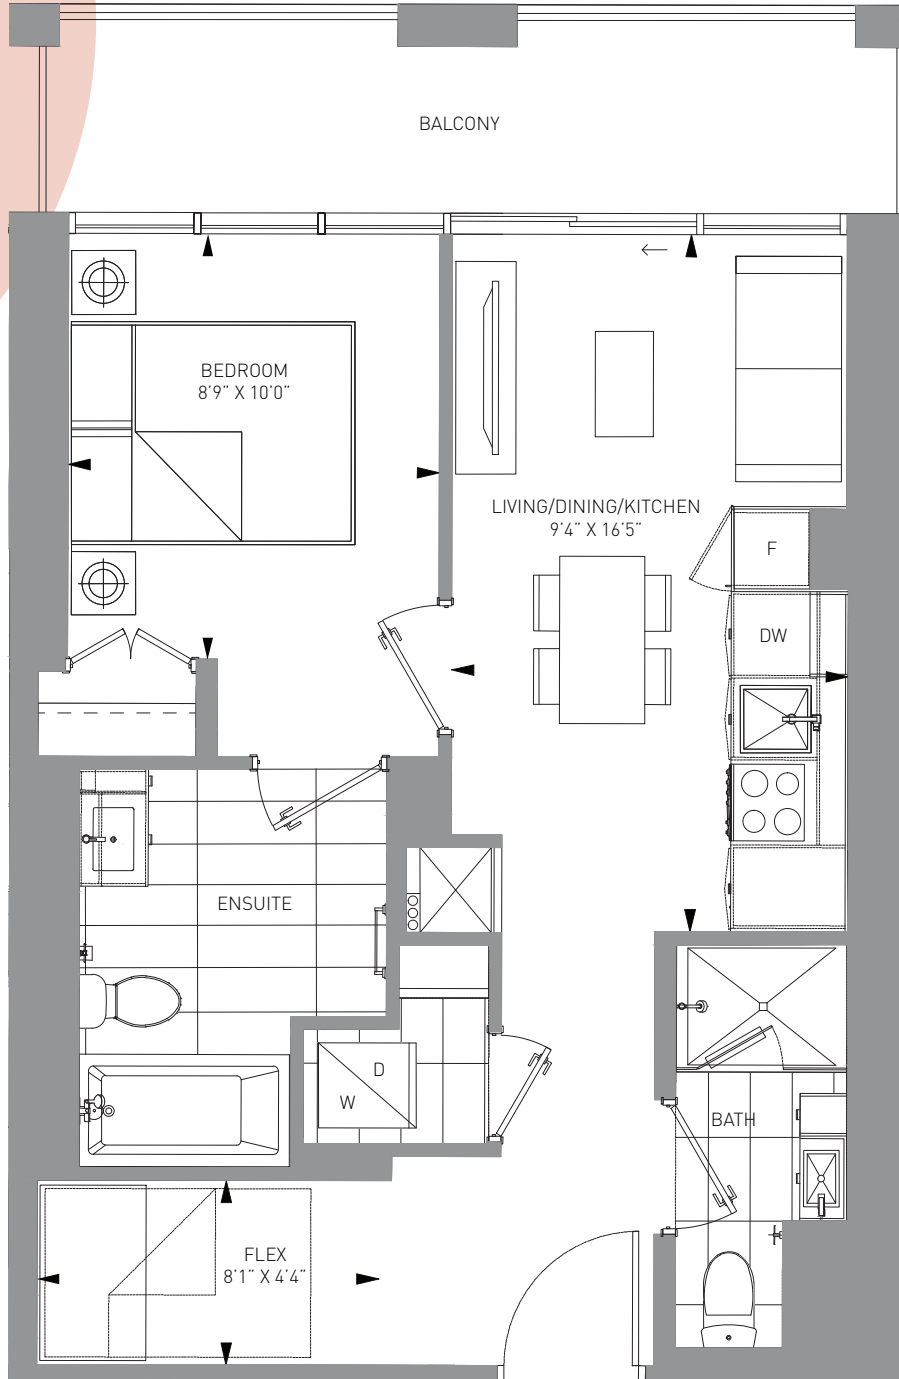 BALCONY
BEDROOM
8'9" X 10'0"
LIVING/DINING/KITCHEN
9'4" X 16'5"
F
DW
ENSUITE
D
W
BATH
FLEX
8'1" X 4'4"